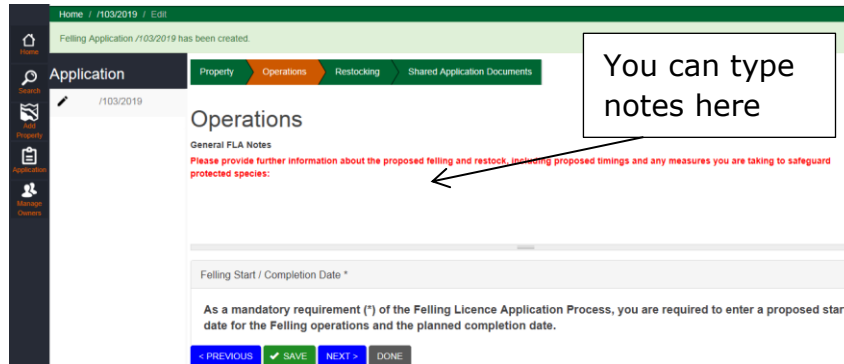 Home / /103/2019 / Edit
Felling Application /103/2019 has been created.
Home
Search
Add
Property
Application
Manage
Owners
Application
/103/2019
Property
Operations
Restocking
Shared Application Documents
You can type
notes here
Operations
General FLA Notes
Please provide further information about the proposed felling and restock, including proposed timings and any measures you are taking to safeguard
protected species:
Felling Start / Completion Date *
As a mandatory requirement (*) of the Felling Licence Application Process, you are required to enter a proposed star
date for the Felling operations and the planned completion date.
< PREVIOUS
✔ SAVE
NEXT >
DONE